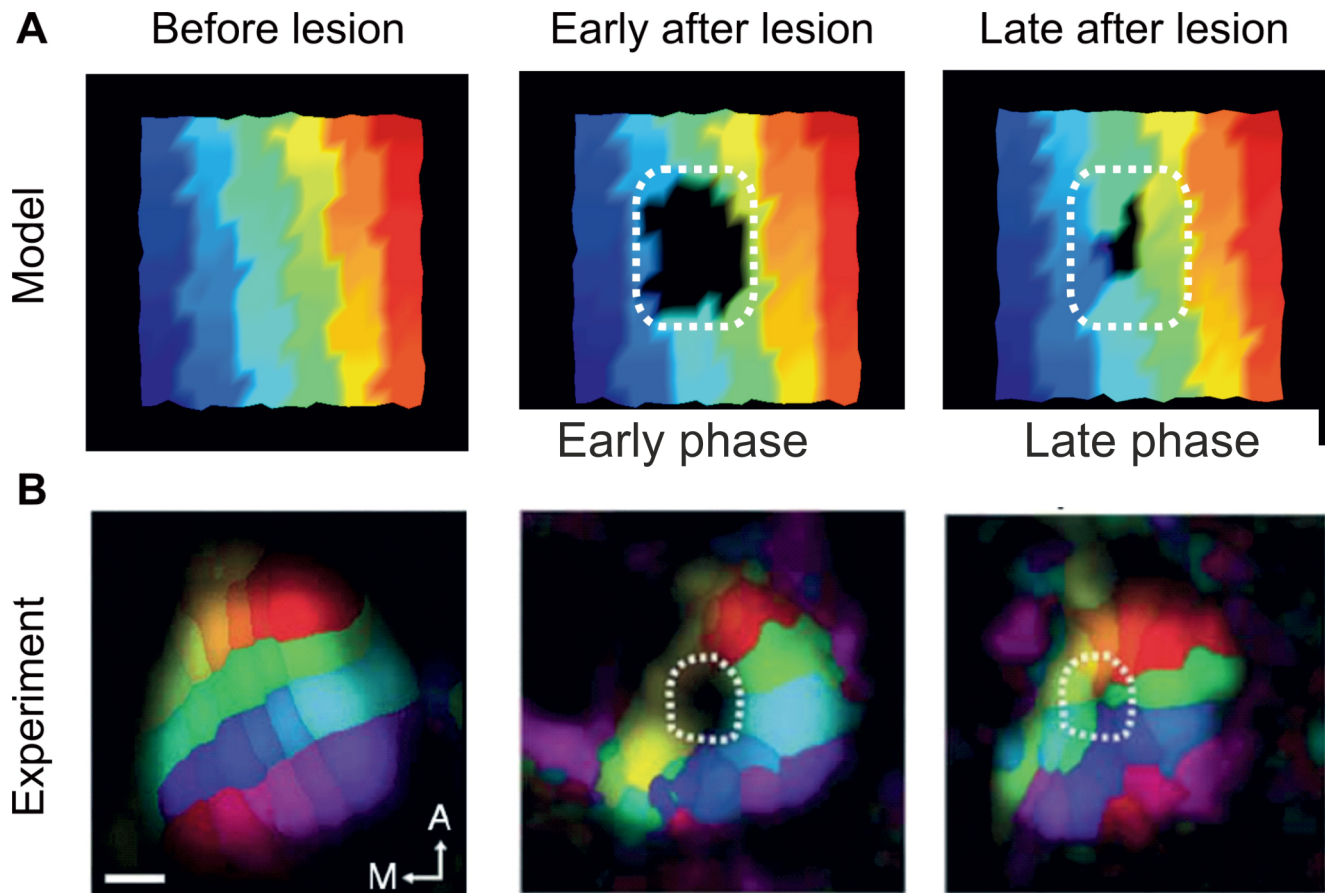 A
Before lesion
Early after lesion
Late after lesion
Model
Early phase
Late phase
B
Experiment
A
M